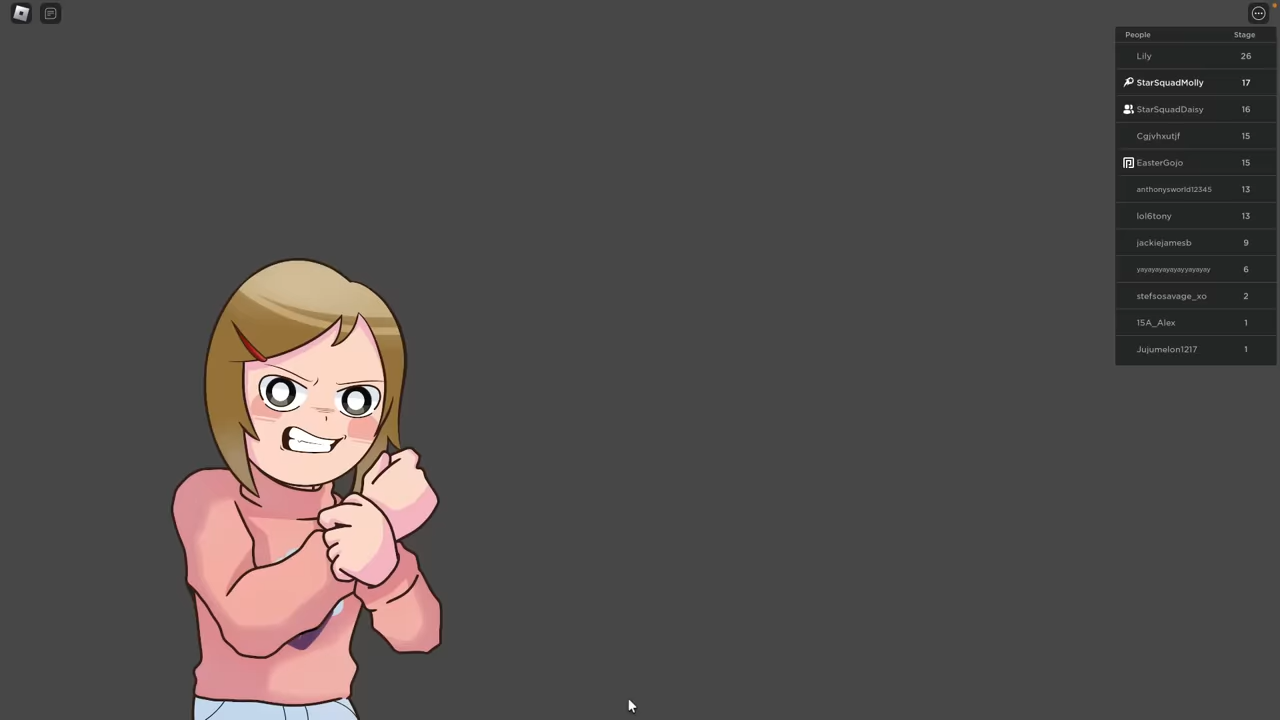 People Stage
Lily 26
StarSquadMolly 17
StarSquadDaisy 16
Cgjvhxutjf 15
EasterGojo 15
anthonysworld12345 13
lol6tony 13
jackiejamesb 9
yayayayayayayyayayay 6
stefsosavage_xo 2
15A_Alex 1
Jujumelon1217 1